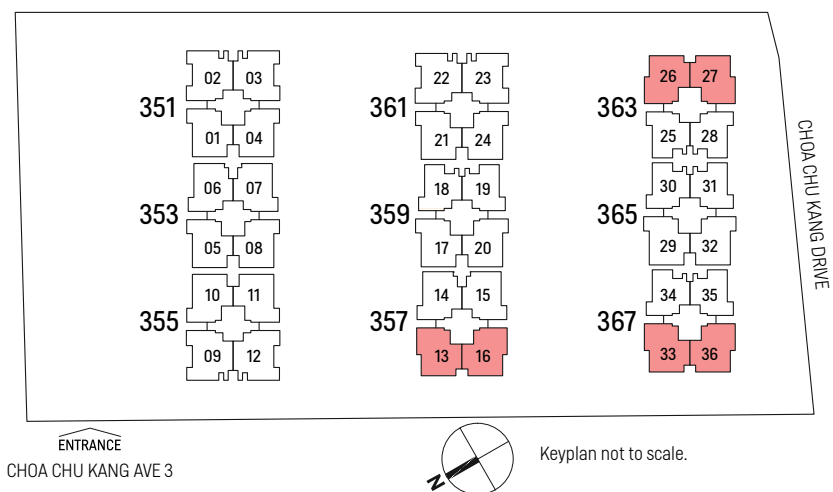 02 03 22 23 26 27
351 361 363
01 04 21 24 25 28
06 07 18 19 30 31
353 359 365
05 08 17 20 29 32
10 11 14 15 34 35
355 357 367
09 12 13 16 33 36
CHOA CHU KANG DRIVE
ENTRANCE
CHOA CHU KANG AVE 3
N
Keyplan not to scale.